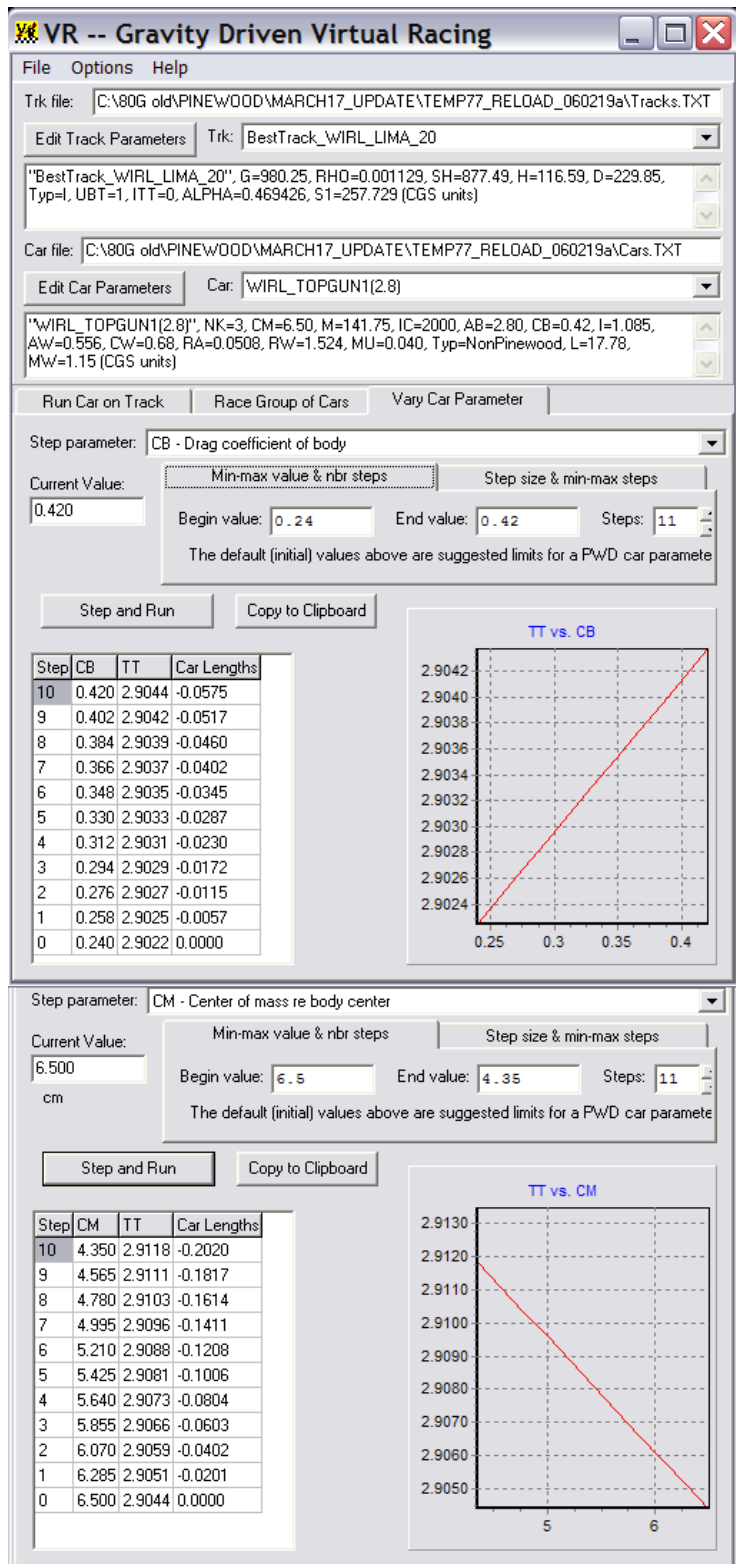 VR -- Gravity Driven Virtual Racing
File Options Help
Trk file: C:\80G old\PINEWOOD\MARCH17_UPDATE\TEMP77_RELOAD_060219a\Tracks.TXT
Edit Track Parameters Trk: BestTrack_WIRL_LIMA_20
"BestTrack_WIRL_LIMA_20", G=980.25, RHO=0.001129, SH=877.49, H=116.59, D=229.85,
Typ=I, UBT=1, ITT=0, ALPHA=0.469426, S1=257.729 (CGS units)
Car file: C:\80G old\PINEWOOD\MARCH17_UPDATE\TEMP77_RELOAD_060219a\Cars.TXT
Edit Car Parameters Car: WIRL_TOPGUN1(2.8)
"WIRL_TOPGUN1(2.8)", NK=3, CM=6.50, M=141.75, IC=2000, AB=2.80, CB=0.42, I=1.085,
AW=0.556, CW=0.68, RA=0.0508, RW=1.524, MU=0.040, Typ=NonPinewood, L=17.78,
MW=1.15 (CGS units)
Run Car on Track Race Group of Cars Vary Car Parameter
Step parameter: CB - Drag coefficient of body
Current Value: Min-max value & nbr steps Step size & min-max steps
0.420
Begin value: 0.24 End value: 0.42 Steps: 11
The default (initial) values above are suggested limits for a PWD car paramete
Step and Run Copy to Clipboard
TT vs. CB
Step CB TT Car Lengths
10 0.420 2.9044 -0.0575
9 0.402 2.9042 -0.0517
8 0.384 2.9039 -0.0460
7 0.366 2.9037 -0.0402
6 0.348 2.9035 -0.0345
5 0.330 2.9033 -0.0287
4 0.312 2.9031 -0.0230
3 0.294 2.9029 -0.0172
2 0.276 2.9027 -0.0115
1 0.258 2.9025 -0.0057
0 0.240 2.9022 0.0000
2.9042
2.9040
2.9038
2.9036
2.9034
2.9032
2.9030
2.9028
2.9026
2.9024
0.25 0.3 0.35 0.4
Step parameter: CM - Center of mass re body center
Current Value: Min-max value & nbr steps Step size & min-max steps
6.500
cm
Begin value: 6.5 End value: 4.35 Steps: 11
The default (initial) values above are suggested limits for a PWD car paramete
Step and Run Copy to Clipboard
TT vs. CM
Step CM TT Car Lengths
10 4.350 2.9118 -0.2020
9 4.565 2.9111 -0.1817
8 4.780 2.9103 -0.1614
7 4.995 2.9096 -0.1411
6 5.210 2.9088 -0.1208
5 5.425 2.9081 -0.1006
4 5.640 2.9073 -0.0804
3 5.855 2.9066 -0.0603
2 6.070 2.9059 -0.0402
1 6.285 2.9051 -0.0201
0 6.500 2.9044 0.0000
2.9130
2.9120
2.9110
2.9100
2.9090
2.9080
2.9070
2.9060
2.9050
5 6